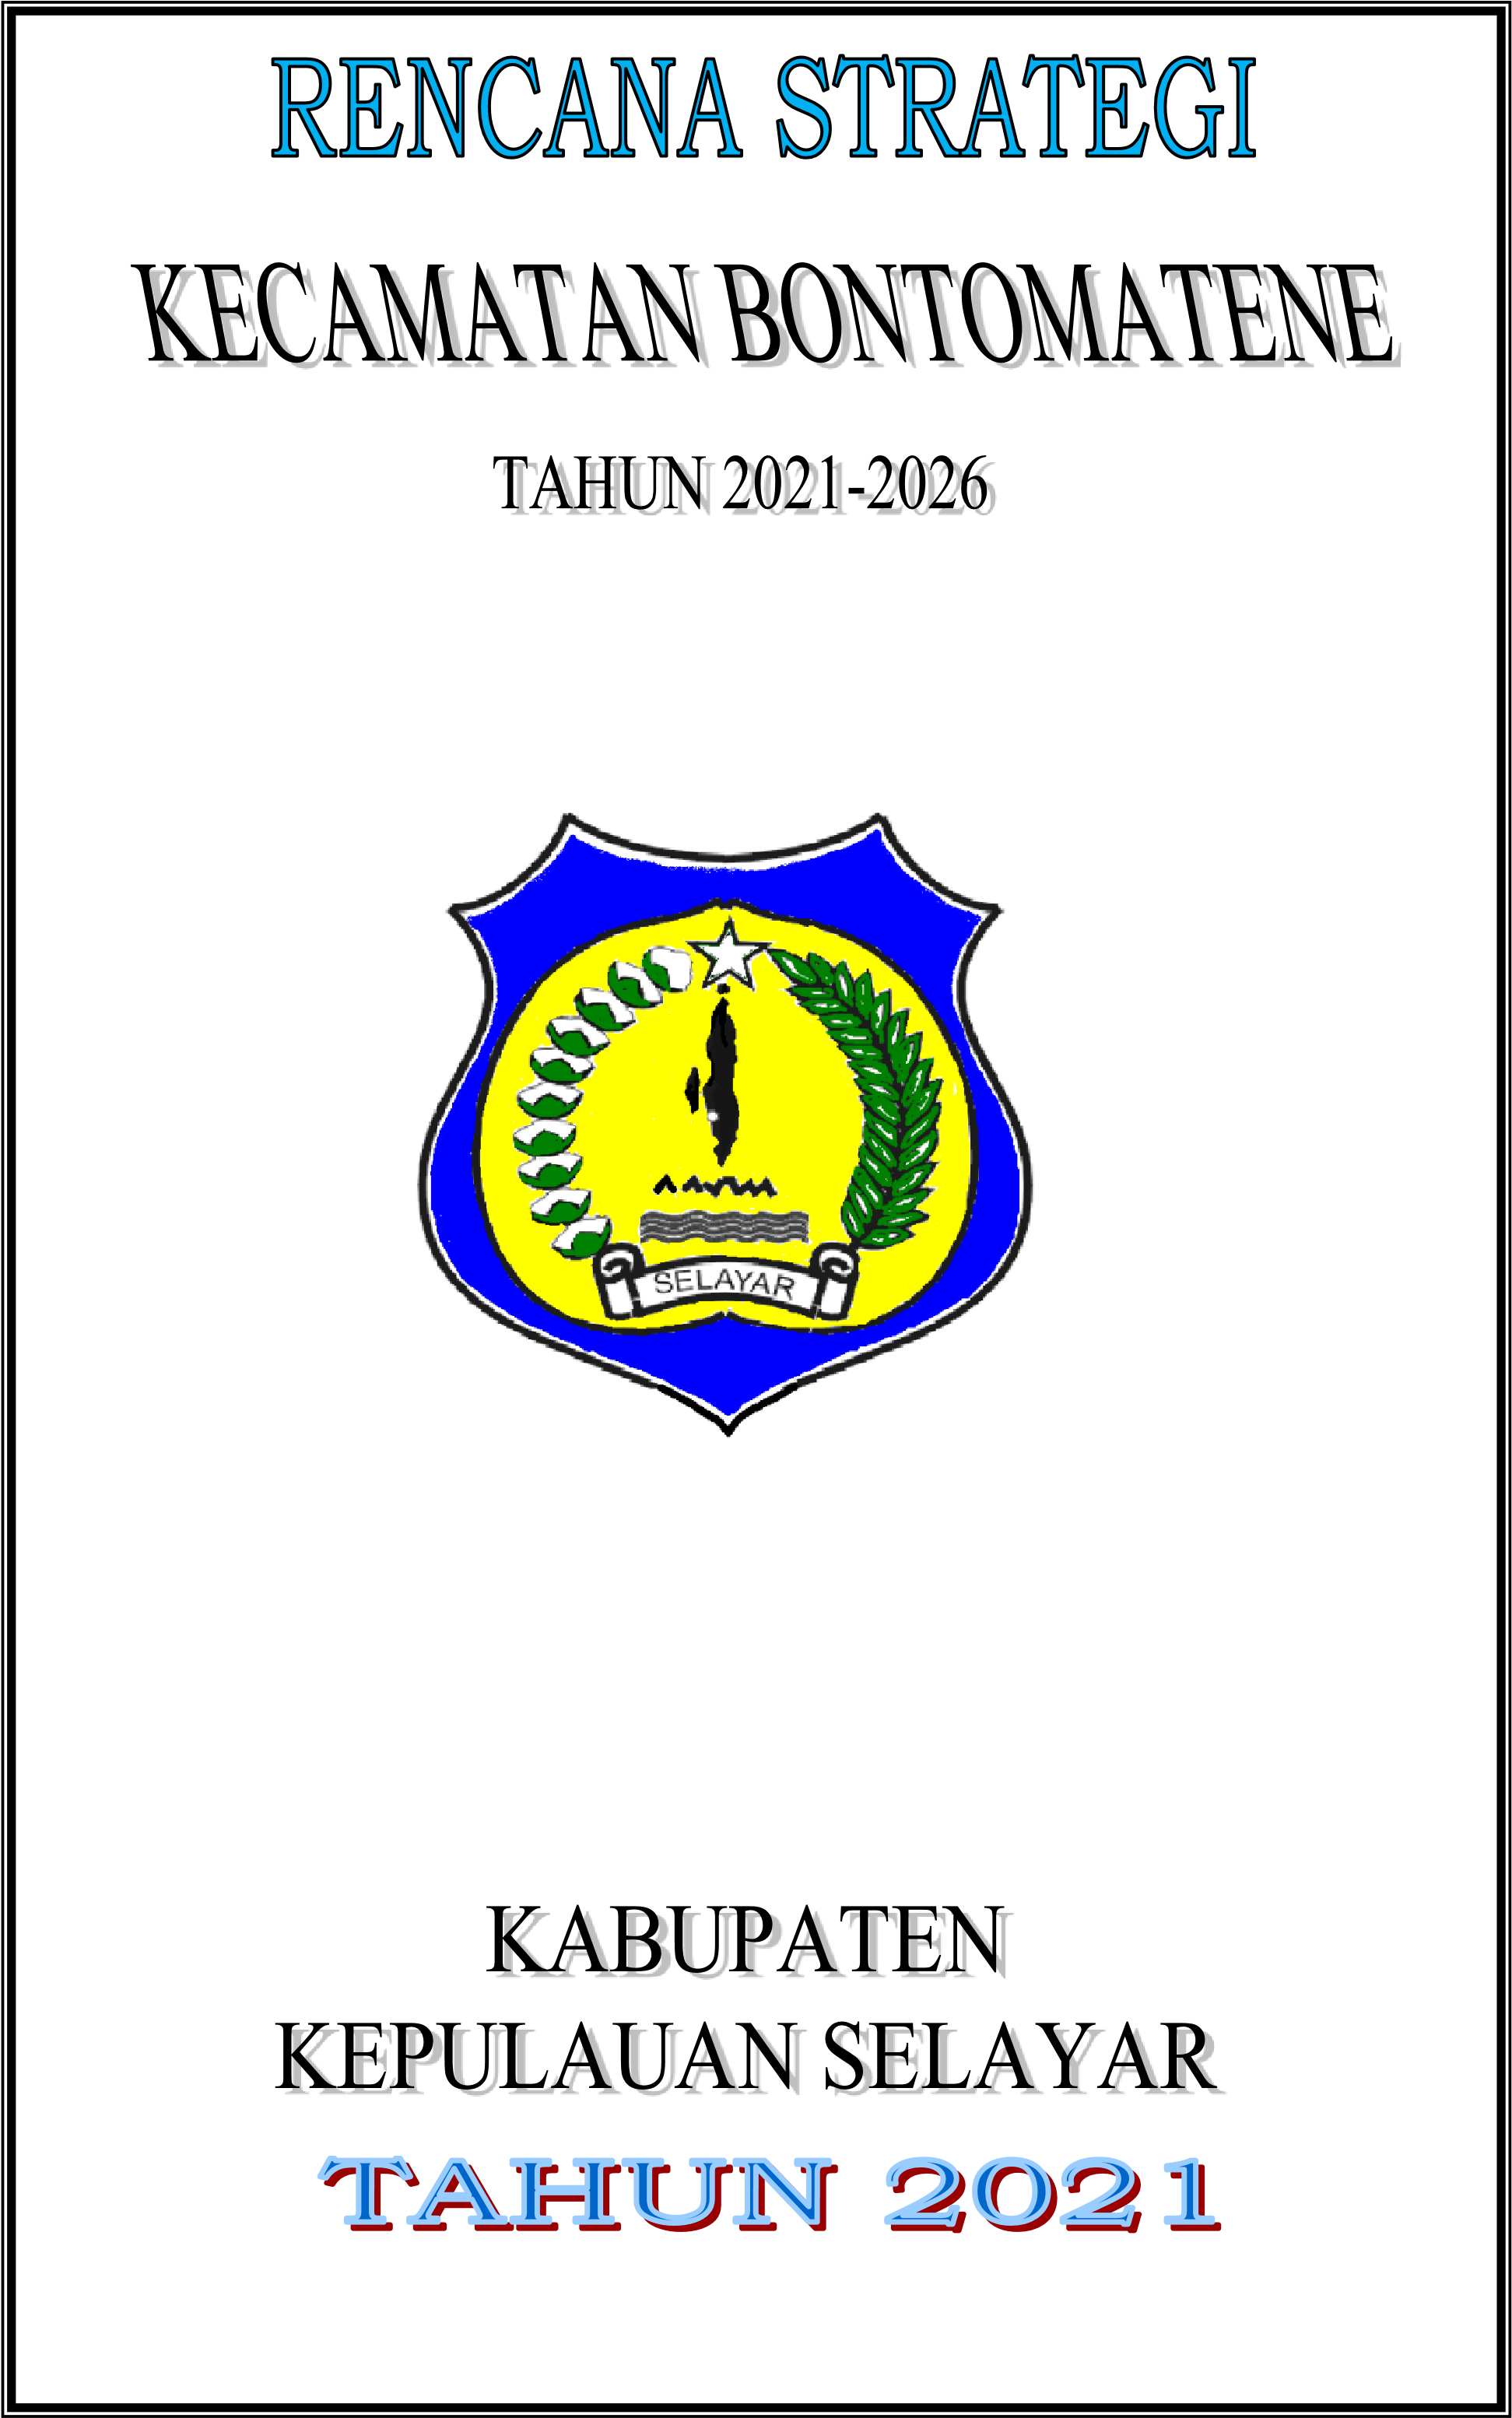 RENCANA STRATEGI
KECAMATAN BONTOMATENE
TAHUN 2021-2026
SELAYAR
KABUPATEN
KEPULAUAN SELAYAR
TAHUN 2021